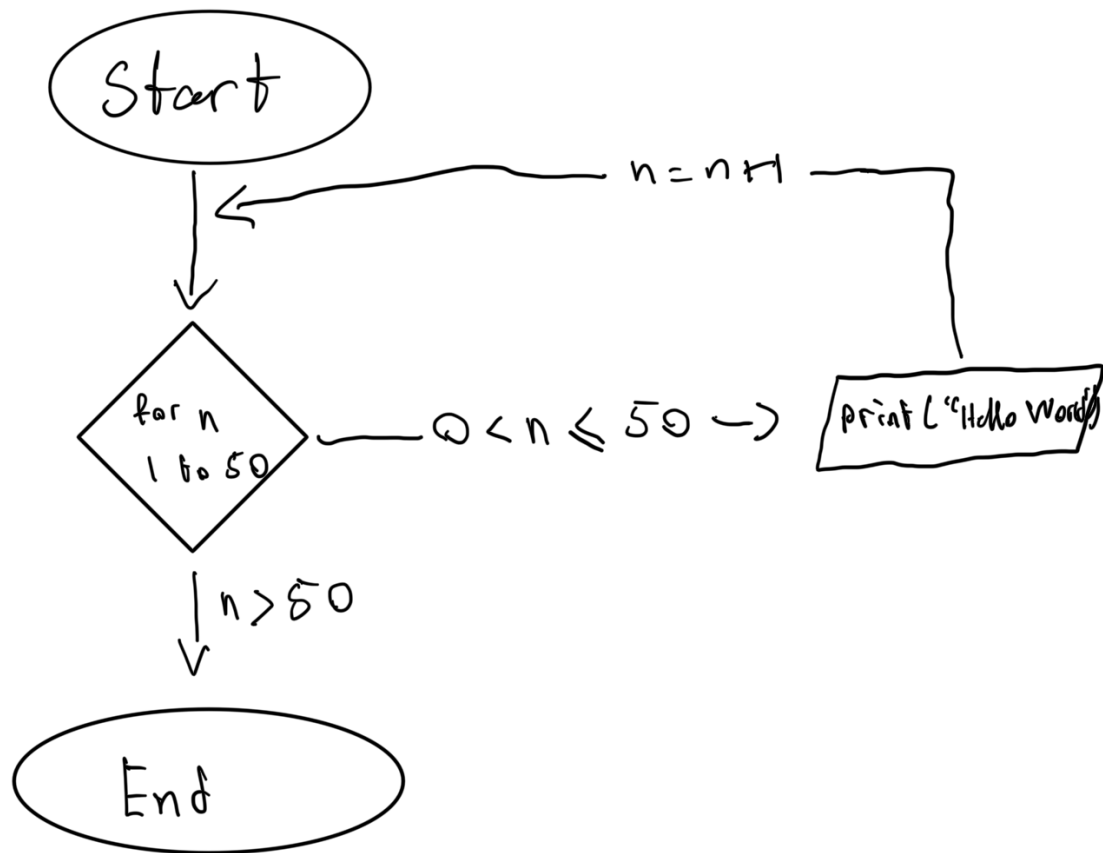 Start
n = n+1
for n
1 to 50
0 < n ≤ 50 →
print("Hello World")
n > 50
End